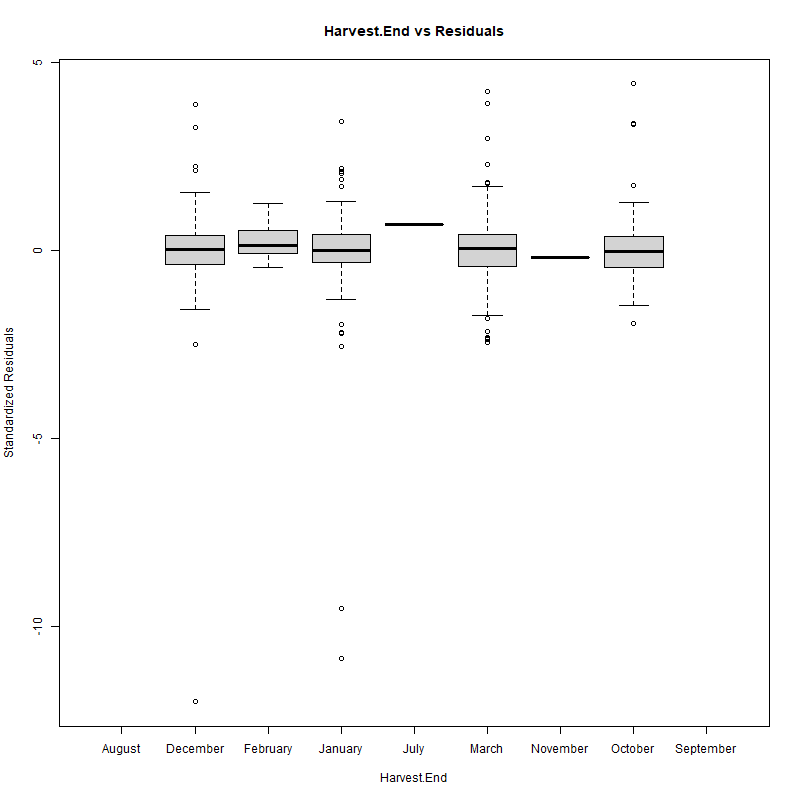 Harvest.End vs Residuals
Standardized Residuals
5
0
-5
-10
August December February January July March November October September
Harvest.End